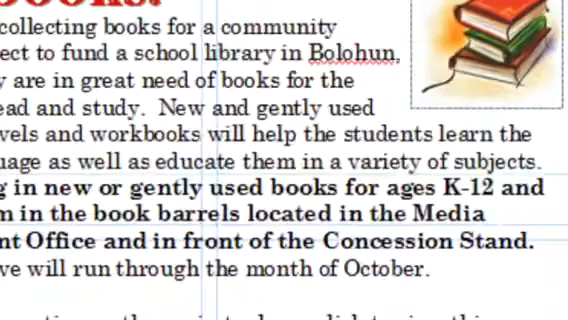 books!
collecting books for a community
ect to fund a school library in Bolohun,
y are in great need of books for the
ead and study. New and gently used
vels and workbooks will help the students learn the
uage as well as educate them in a variety of subjects.
g in new or gently used books for ages K-12 and
m in the book barrels located in the Media
nt Office and in front of the Concession Stand.
ve will run through the month of October.